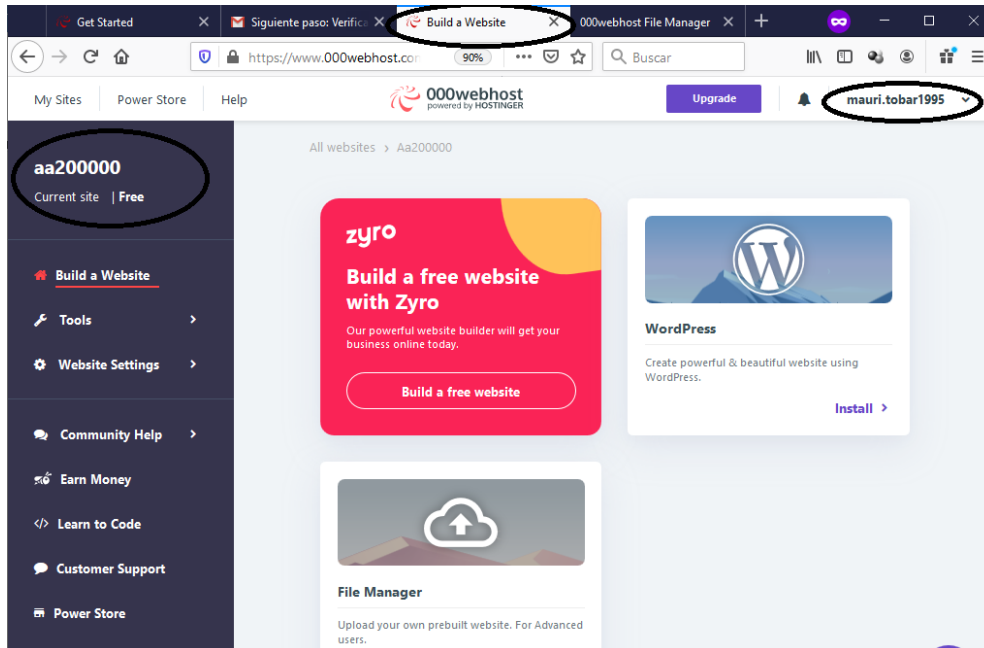 Get Started
Siguiente paso: Verifica
Build a Website
000webhost File Manager
https://www.000webhost.com
90%
Buscar
My Sites
Power Store
Help
000webhost
powered by HOSTINGER
Upgrade
mauri.tobar1995
aa200000
Current site | Free
Build a Website
Tools
Website Settings
Community Help
Earn Money
</> Learn to Code
Customer Support
Power Store
All websites > Aa200000
zyro
Build a free website
with Zyro
Our powerful website builder will get your
business online today.
Build a free website
WordPress
Create powerful & beautiful website using
WordPress.
Install >
File Manager
Upload your own prebuilt website. For Advanced
users.